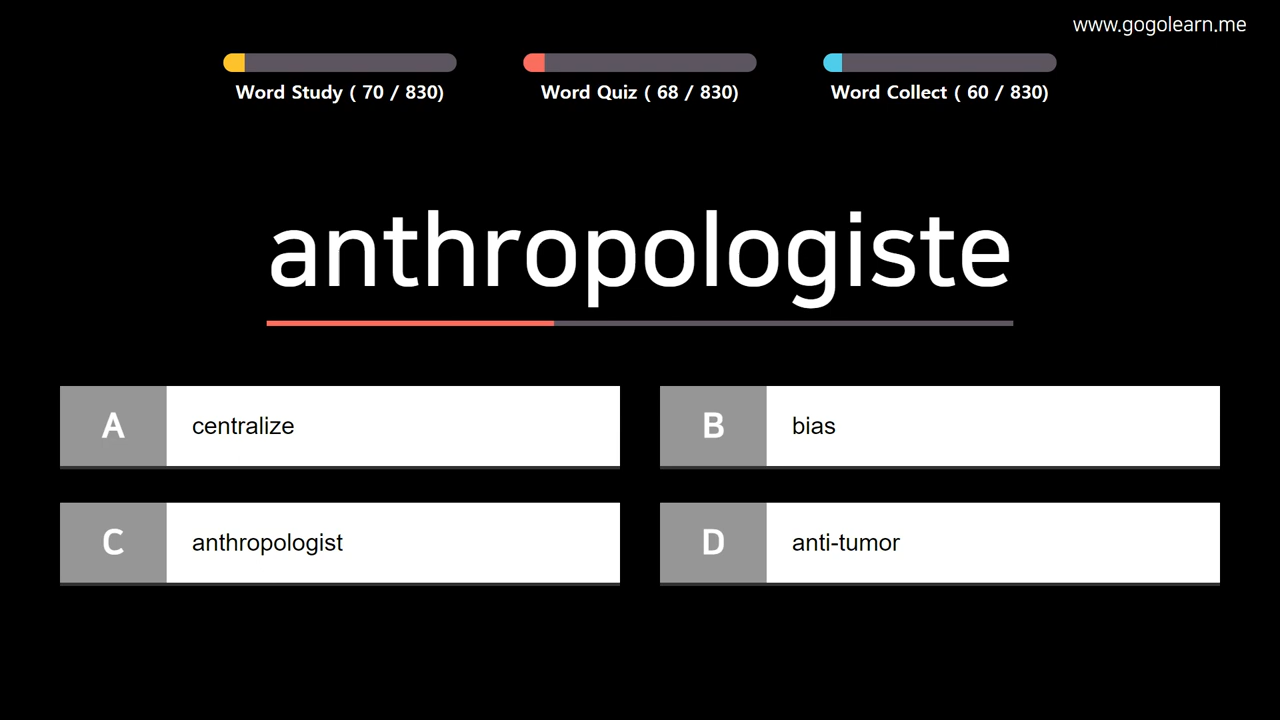 www.gogolearn.me
Word Study ( 70 / 830)
Word Quiz ( 68 / 830)
Word Collect ( 60 / 830)
anthropologiste
A
centralize
B
bias
C
anthropologist
D
anti-tumor